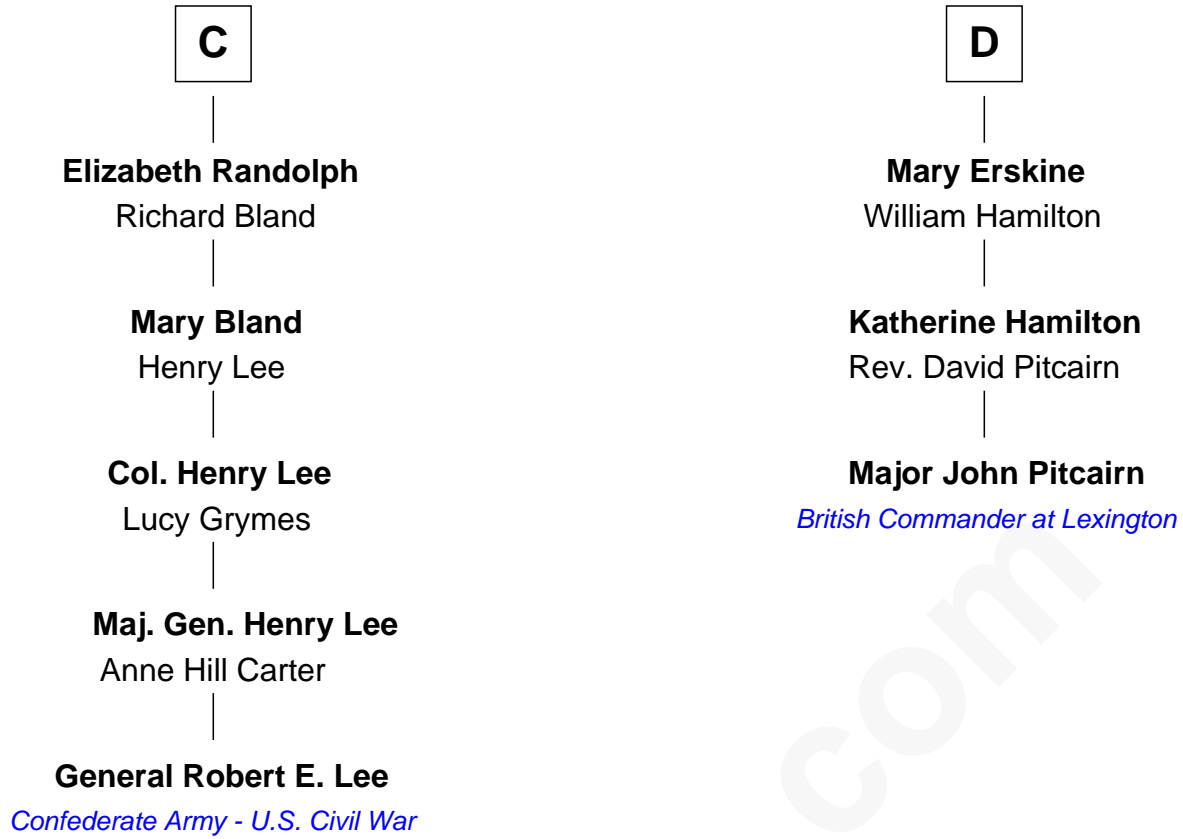 C
Elizabeth Randolph
Richard Bland
Mary Bland
Henry Lee
Col. Henry Lee
Lucy Grymes
Maj. Gen. Henry Lee
Anne Hill Carter
General Robert E. Lee
Confederate Army - U.S. Civil War
D
Mary Erskine
William Hamilton
Katherine Hamilton
Rev. David Pitcairn
Major John Pitcairn
British Commander at Lexington
com